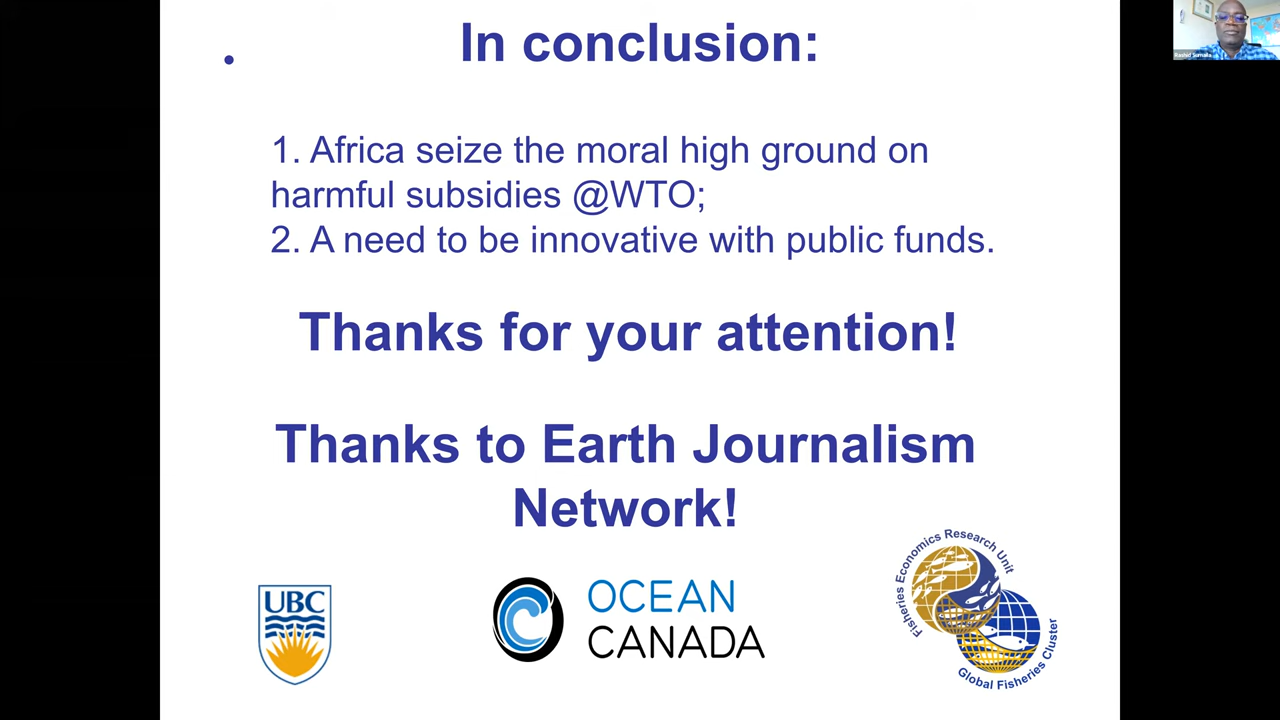 • In conclusion:
1. Africa seize the moral high ground on
harmful subsidies @WTO;
2. A need to be innovative with public funds.
Thanks for your attention!
Thanks to Earth Journalism
Network!
UBC
OCEAN
CANADA
Fisheries Economics Research Unit
Global Fisheries Cluster